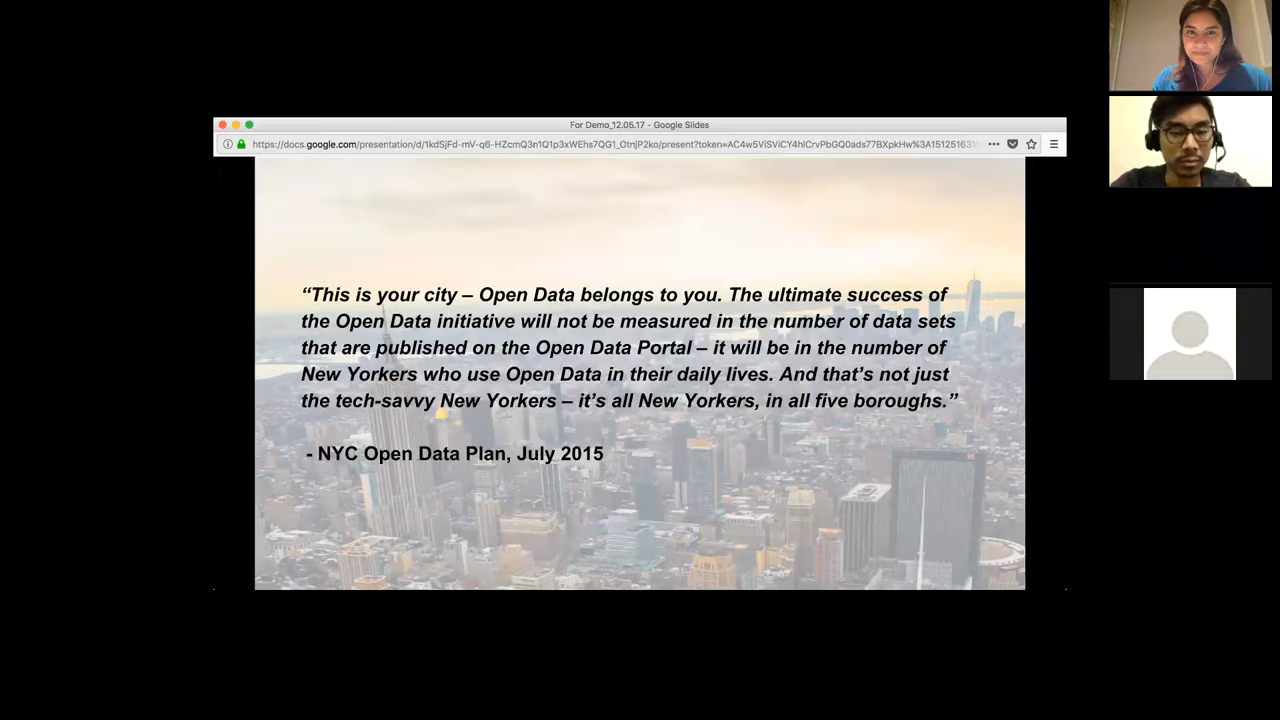 For Demo_12.05.17 - Google Slides
“This is your city – Open Data belongs to you. The ultimate success of
the Open Data initiative will not be measured in the number of data sets
that are published on the Open Data Portal – it will be in the number of
New Yorkers who use Open Data in their daily lives. And that’s not just
the tech-savvy New Yorkers – it’s all New Yorkers, in all five boroughs.”
- NYC Open Data Plan, July 2015